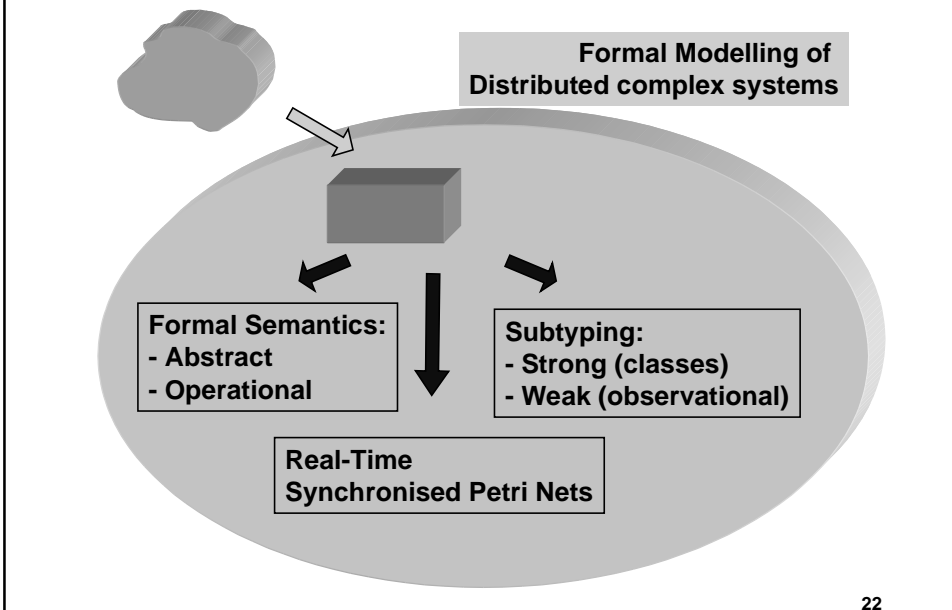 Formal Modelling of
Distributed complex systems
Formal Semantics:
- Abstract
- Operational
Subtyping:
- Strong (classes)
- Weak (observational)
Real-Time
Synchronised Petri Nets
22